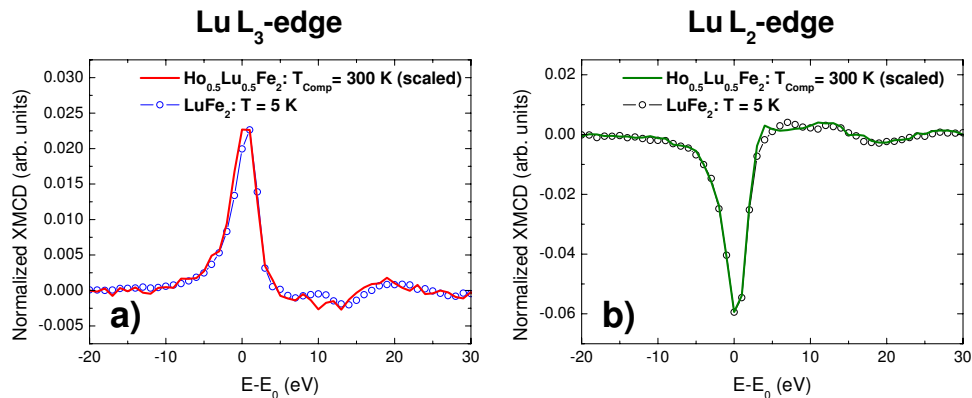 Lu L₃-edge
Lu L₂-edge
Normalized XMCD (arb. units)
0.030
0.025
0.020
0.015
0.010
0.005
0.000
-0.005
Ho₀.₅Lu₀.₅Fe₂: T_Comp = 300 K (scaled)
LuFe₂: T = 5 K
a)
-20 -10 0 10 20 30
E-E₀ (eV)
Normalized XMCD (arb. units)
0.02
0.00
-0.02
-0.04
-0.06
Ho₀.₅Lu₀.₅Fe₂: T_Comp = 300 K (scaled)
LuFe₂: T = 5 K
b)
-20 -10 0 10 20 30
E-E₀ (eV)